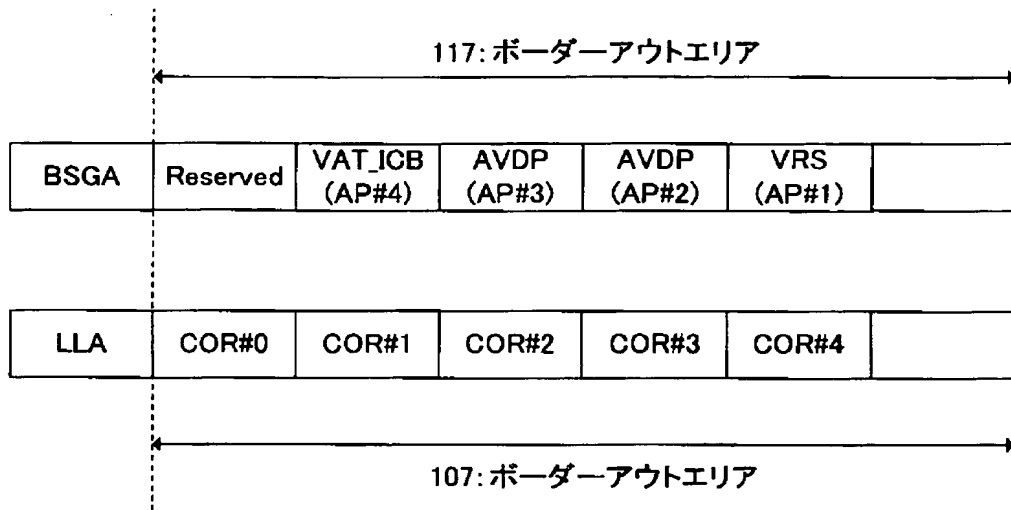 117:ボーダーアウトエリア
BSGA Reserved VAT_ICB (AP#4) AVDP (AP#3) AVDP (AP#2) VRS (AP#1)
LLA COR#0 COR#1 COR#2 COR#3 COR#4
107:ボーダーアウトエリア